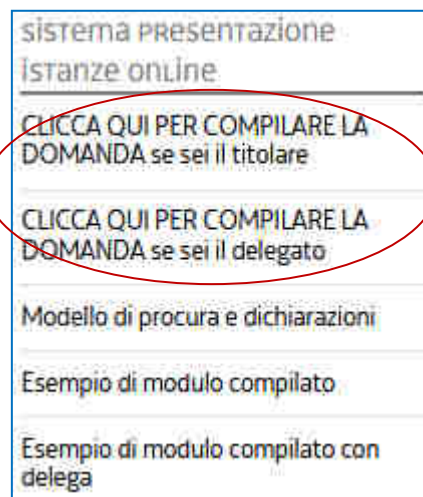 sistema presentazione
istanze online
CLICCA QUI PER COMPILARE LA
DOMANDA se sei il titolare
CLICCA QUI PER COMPILARE LA
DOMANDA se sei il delegato
Modello di procura e dichiarazioni
Esempio di modulo compilato
Esempio di modulo compilato con
delega